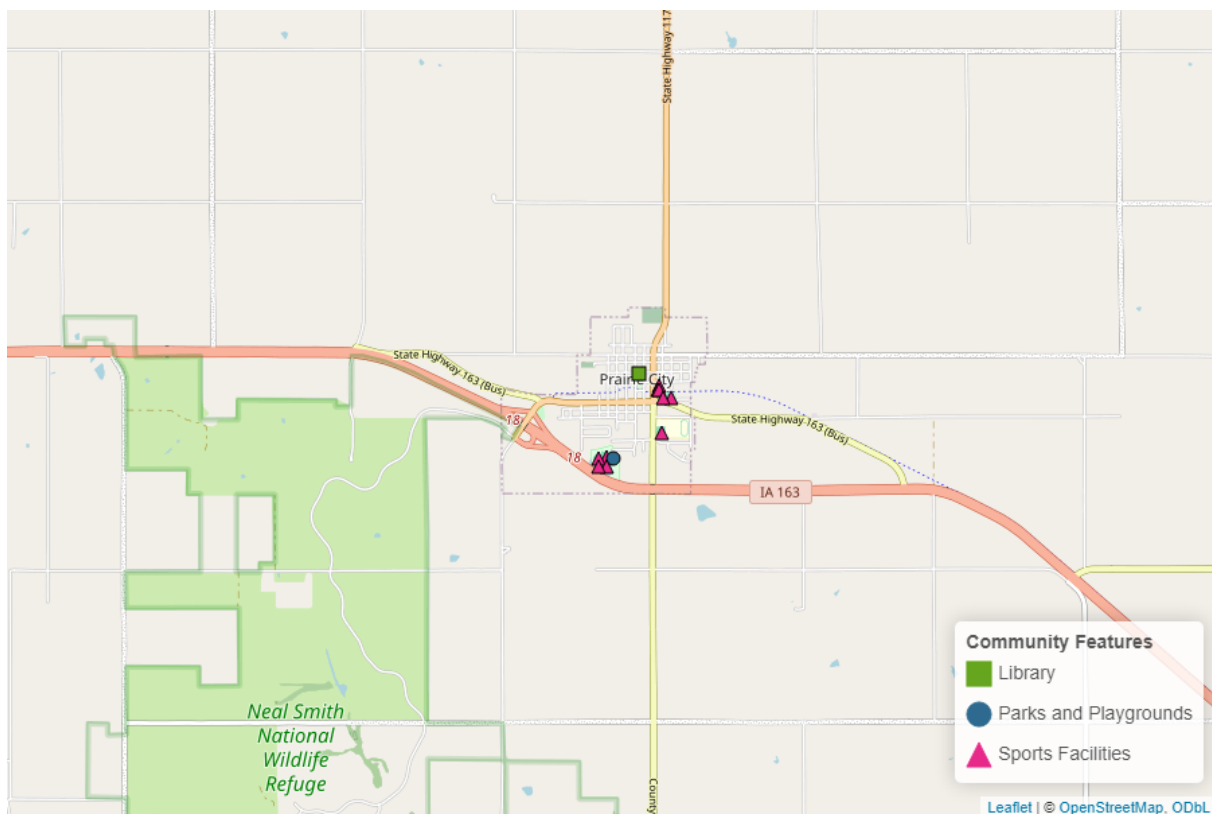 State Highway 117
State Highway 163 (Bus)
Prairie City
18
State Highway 163 (Bus)
18
IA 163
Neal Smith
National
Wildlife
Refuge
County
Community Features
Library
Parks and Playgrounds
Sports Facilities
Leaflet | © OpenStreetMap, ODbL